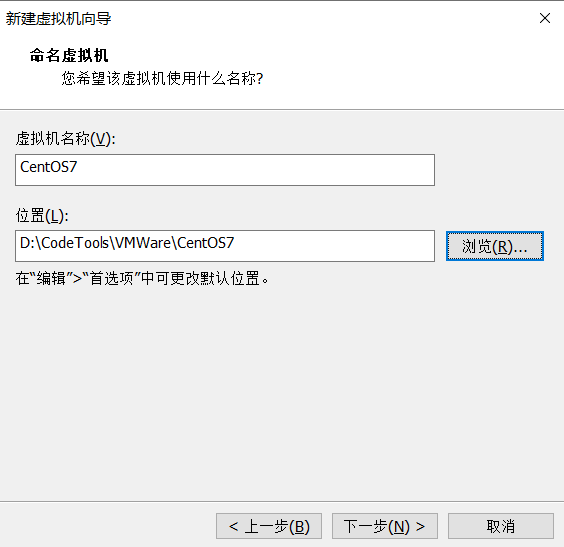 新建虚拟机向导
命名虚拟机
您希望该虚拟机使用什么名称?
虚拟机名称(V):
CentOS7
位置(L):
D:\CodeTools\VMWare\CentOS7
浏览(R)...
在“编辑”>“首选项”中可更改默认位置。
< 上一步(B)
下一步(N) >
取消